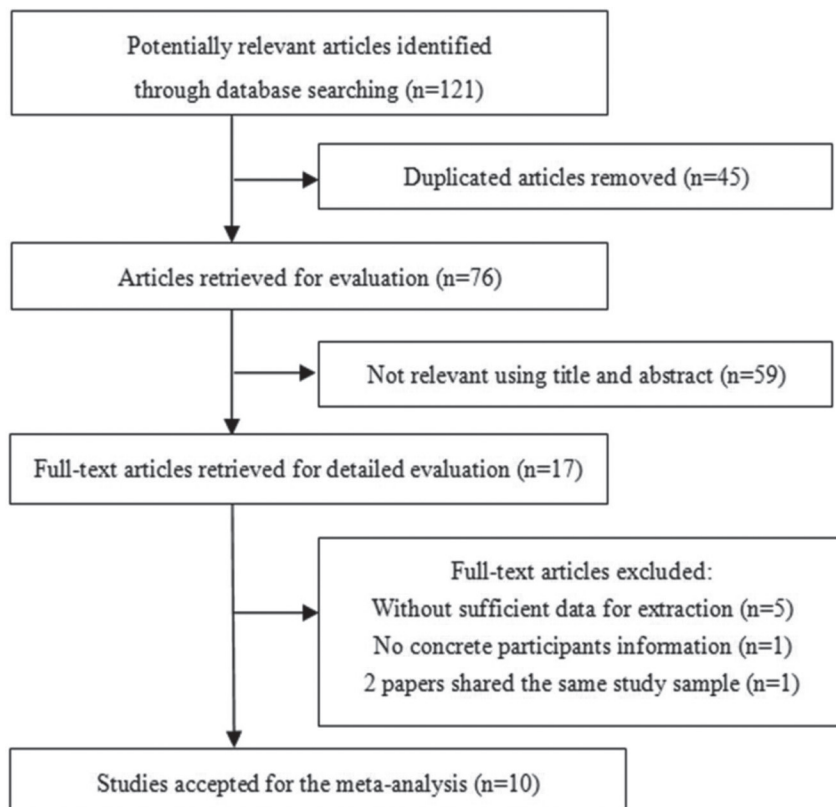 Potentially relevant articles identified
through database searching (n=121)
Duplicated articles removed (n=45)
Articles retrieved for evaluation (n=76)
Not relevant using title and abstract (n=59)
Full-text articles retrieved for detailed evaluation (n=17)
Full-text articles excluded:
Without sufficient data for extraction (n=5)
No concrete participants information (n=1)
2 papers shared the same study sample (n=1)
Studies accepted for the meta-analysis (n=10)